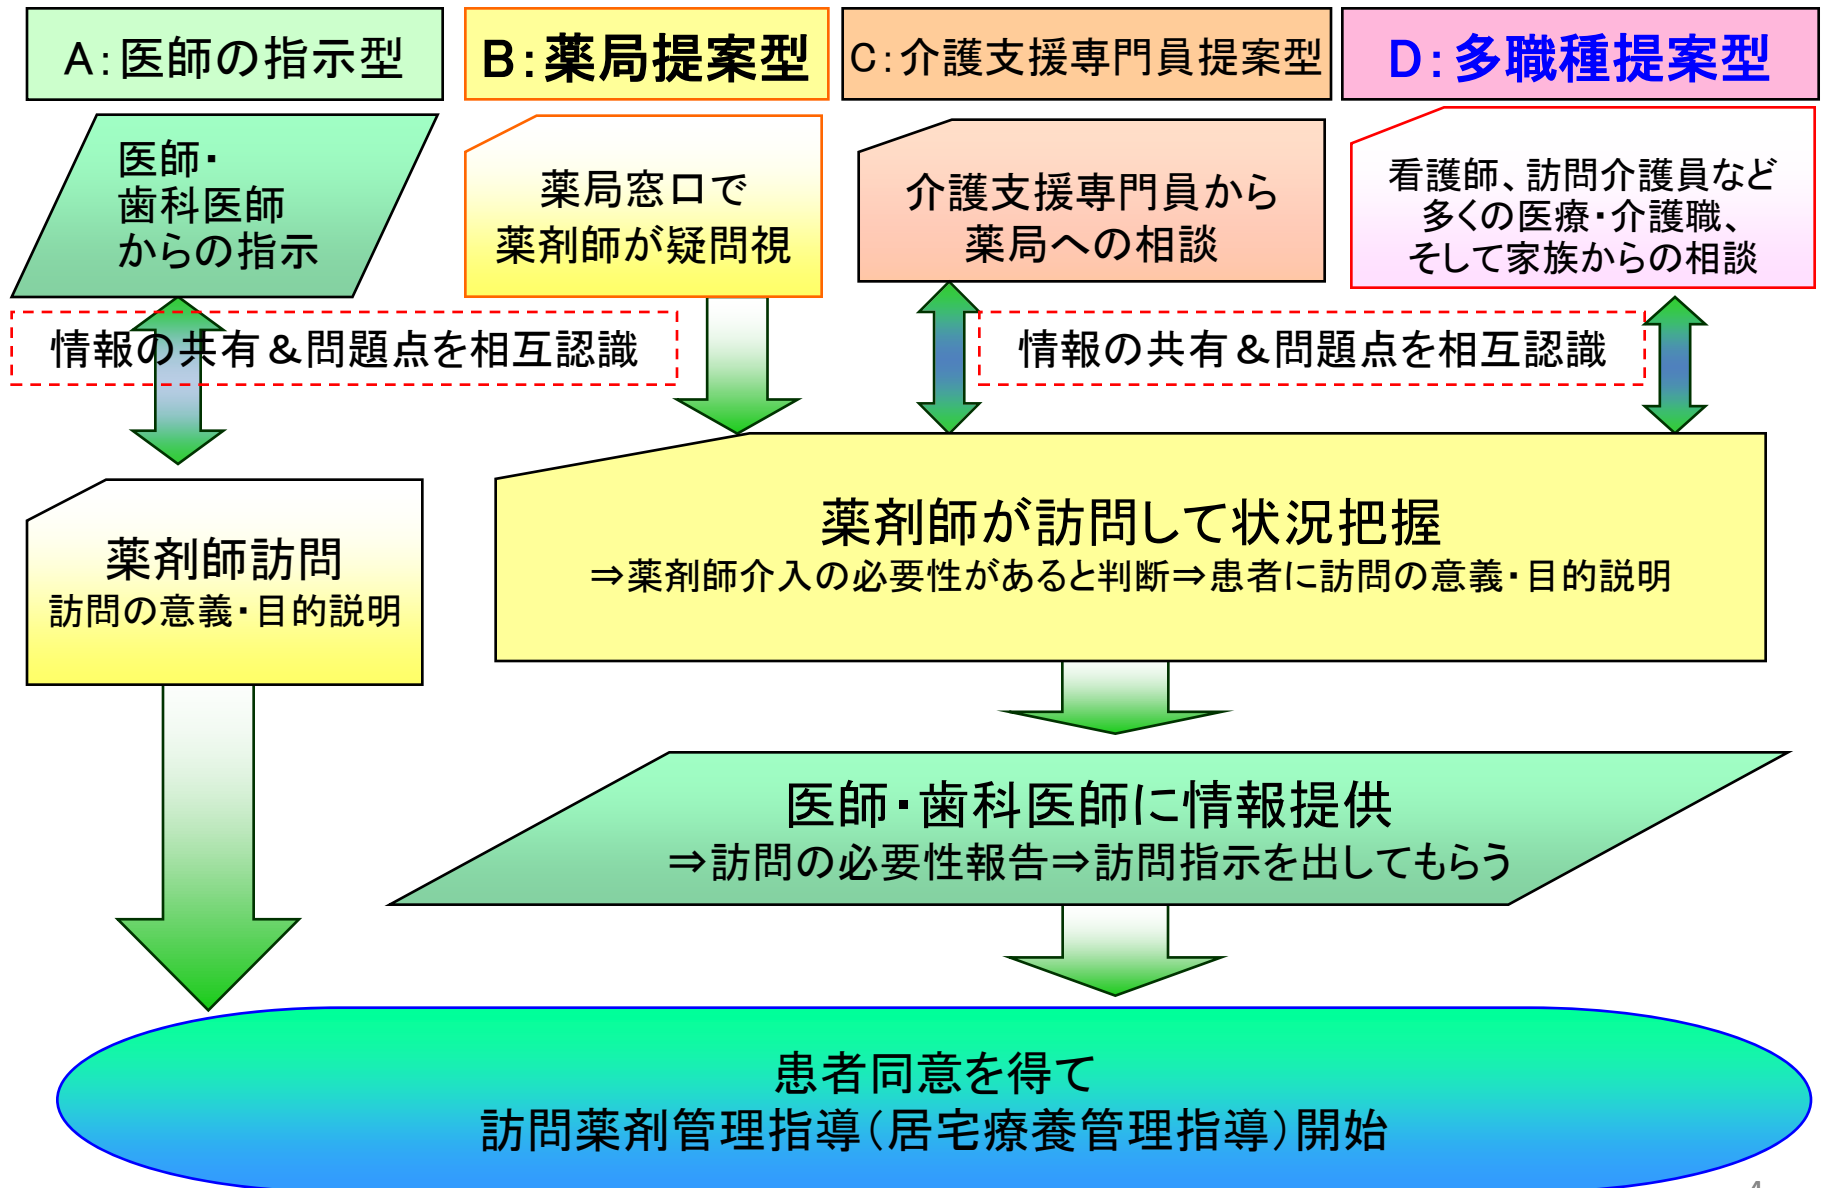 A：医師の指示型
B：薬局提案型
C：介護支援専門員提案型
D：多職種提案型
医師・
歯科医師
からの指示
薬局窓口で
薬剤師が疑問視
介護支援専門員から
薬局への相談
看護師、訪問介護員など
多くの医療・介護職、
そして家族からの相談
情報の共有＆問題点を相互認識
情報の共有＆問題点を相互認識
薬剤師訪問
訪問の意義・目的説明
薬剤師が訪問して状況把握
⇒薬剤師介入の必要性があると判断⇒患者に訪問の意義・目的説明
医師・歯科医師に情報提供
⇒訪問の必要性報告⇒訪問指示を出してもらう
患者同意を得て
訪問薬剤管理指導（居宅療養管理指導）開始